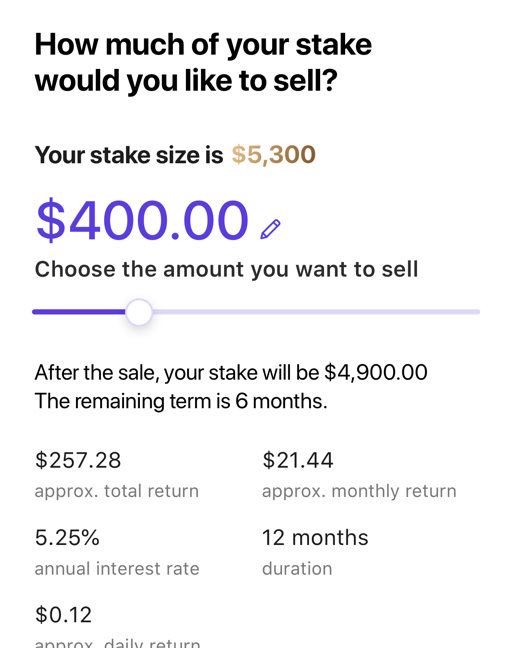 How much of your stake
would you like to sell?
Your stake size is $5,300
$400.00
Choose the amount you want to sell
After the sale, your stake will be $4,900.00
The remaining term is 6 months.
$257.28 $21.44
approx. total return approx. monthly return
5.25% 12 months
annual interest rate duration
$0.12
approx. daily return